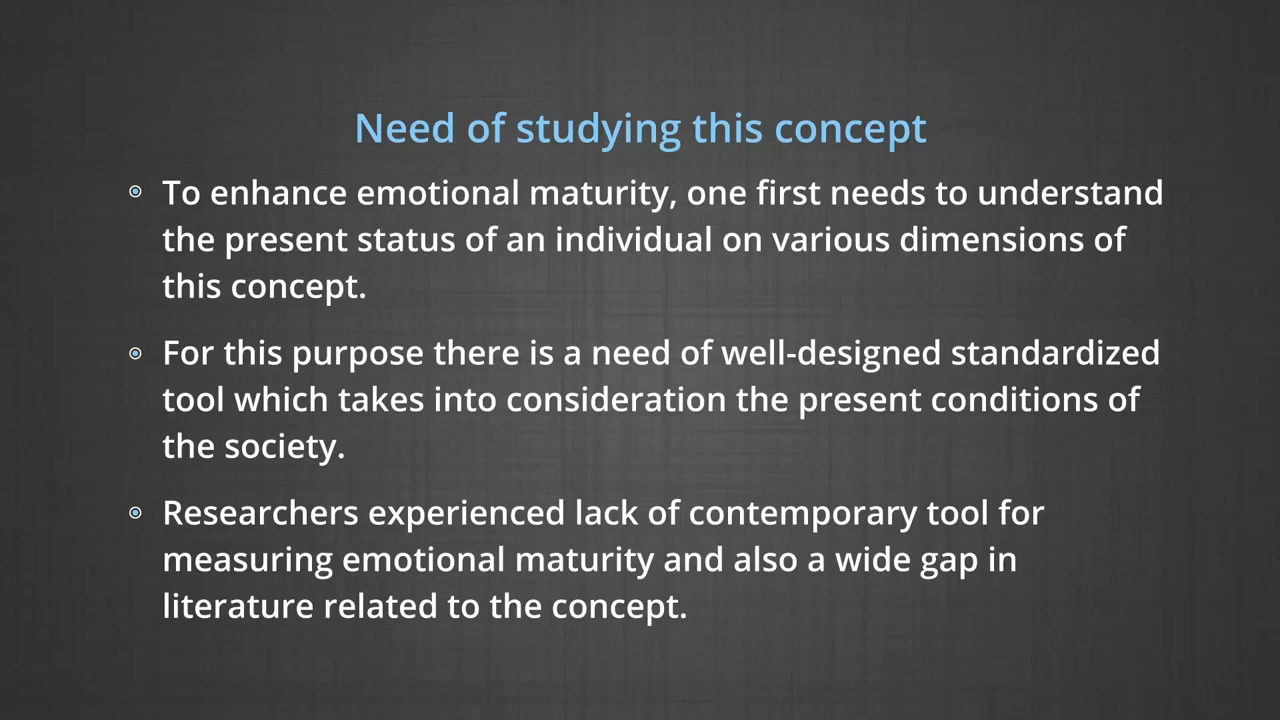 Need of studying this concept
To enhance emotional maturity, one first needs to understand
the present status of an individual on various dimensions of
this concept.
For this purpose there is a need of well-designed standardized
tool which takes into consideration the present conditions of
the society.
Researchers experienced lack of contemporary tool for
measuring emotional maturity and also a wide gap in
literature related to the concept.